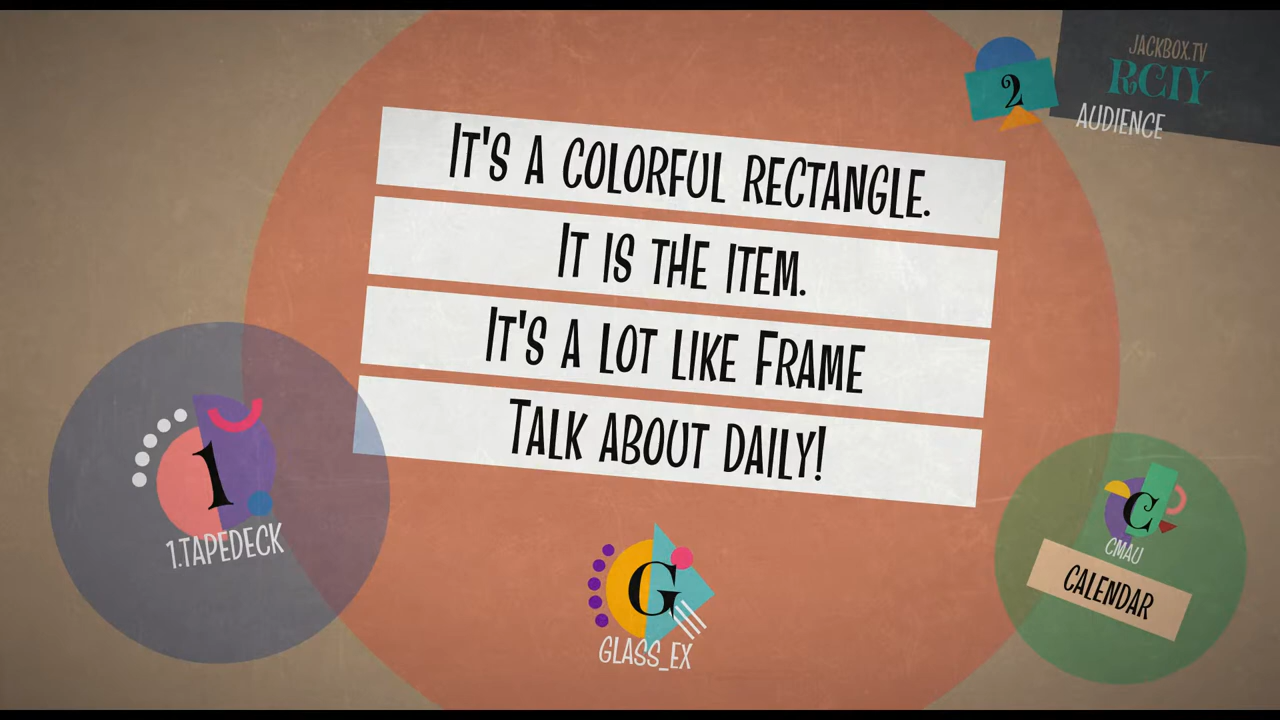 JACKBOX.TV
RCIY
2
AUDIENCE
IT'S A COLORFUL RECTANGLE.
IT IS THE ITEM.
IT'S A LOT LIKE FRAME
TALK ABOUT DAILY!
1
1.TAPEDECK
G
GLASS_EX
C
CMAU
CALENDAR